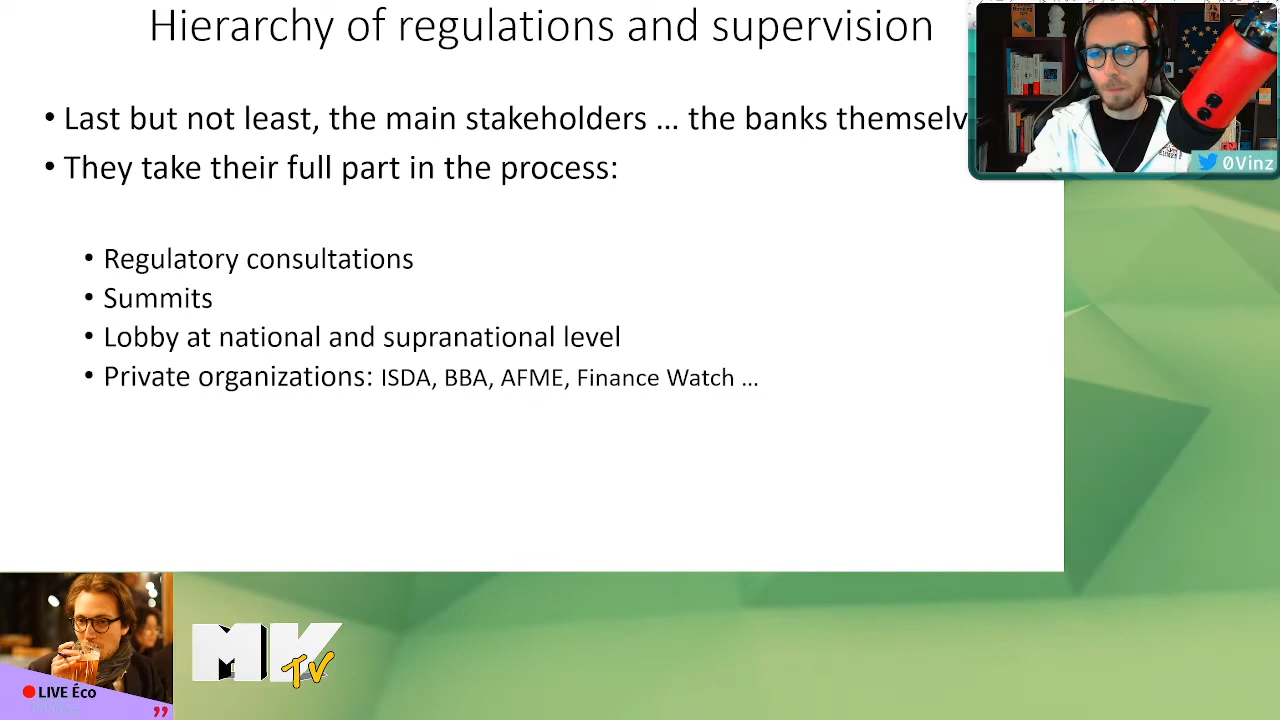 Hierarchy of regulations and supervision
• Last but not least, the main stakeholders … the banks themselv
• They take their full part in the process:
• Regulatory consultations
• Summits
• Lobby at national and supranational level
• Private organizations: ISDA, BBA, AFME, Finance Watch …
0Vinz
MK
TV
LIVE Éco